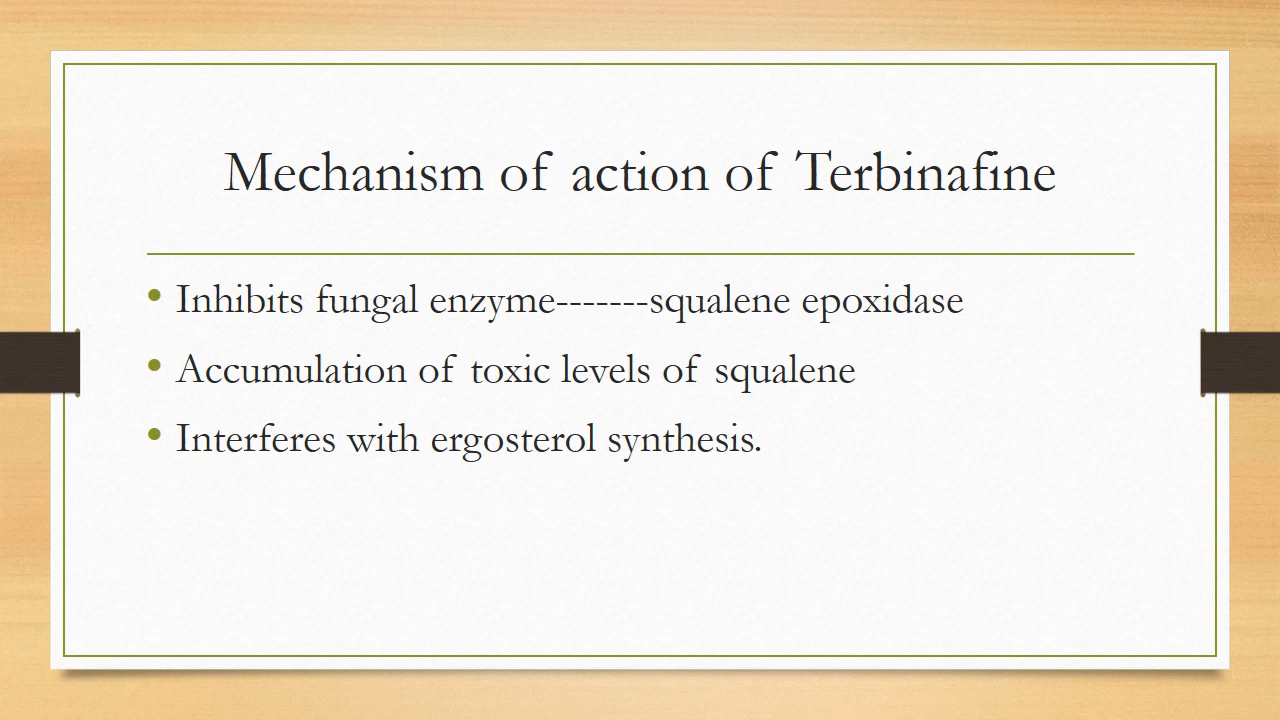 Mechanism of action of Terbinafine
• Inhibits fungal enzyme-------squalene epoxidase
• Accumulation of toxic levels of squalene
• Interferes with ergosterol synthesis.